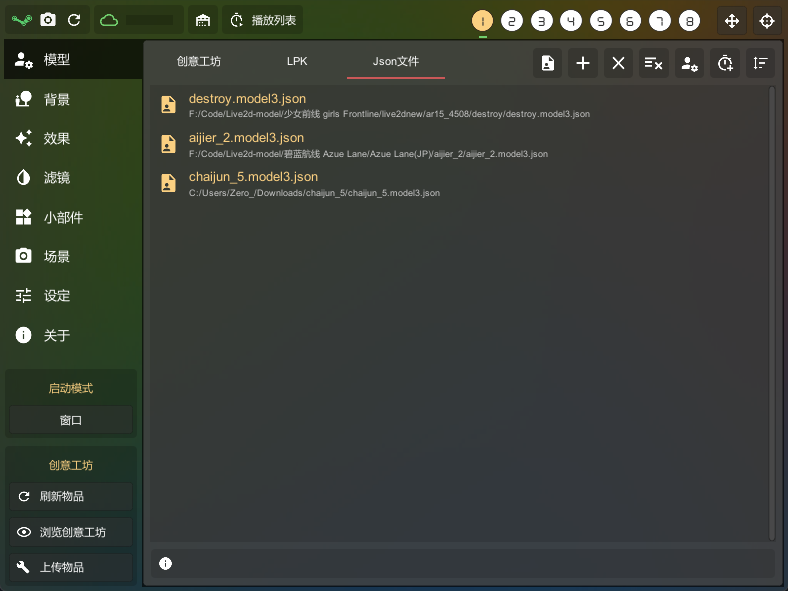 播放列表
1 2 3 4 5 6 7 8
模型
背景
效果
滤镜
小部件
场景
设定
关于
启动模式
窗口
创意工坊
刷新物品
浏览创意工坊
上传物品
创意工坊 LPK Json文件
destroy.model3.json
F:/Code/Live2d-model/少女前线 girls Frontline/live2dnew/ar15_4508/destroy/destroy.model3.json
aijier_2.model3.json
F:/Code/Live2d-model/碧蓝航线 Azue Lane/Azue Lane(JP)/aijier_2/aijier_2.model3.json
chaijun_5.model3.json
C:/Users/Zero_/Downloads/chaijun_5/chaijun_5.model3.json